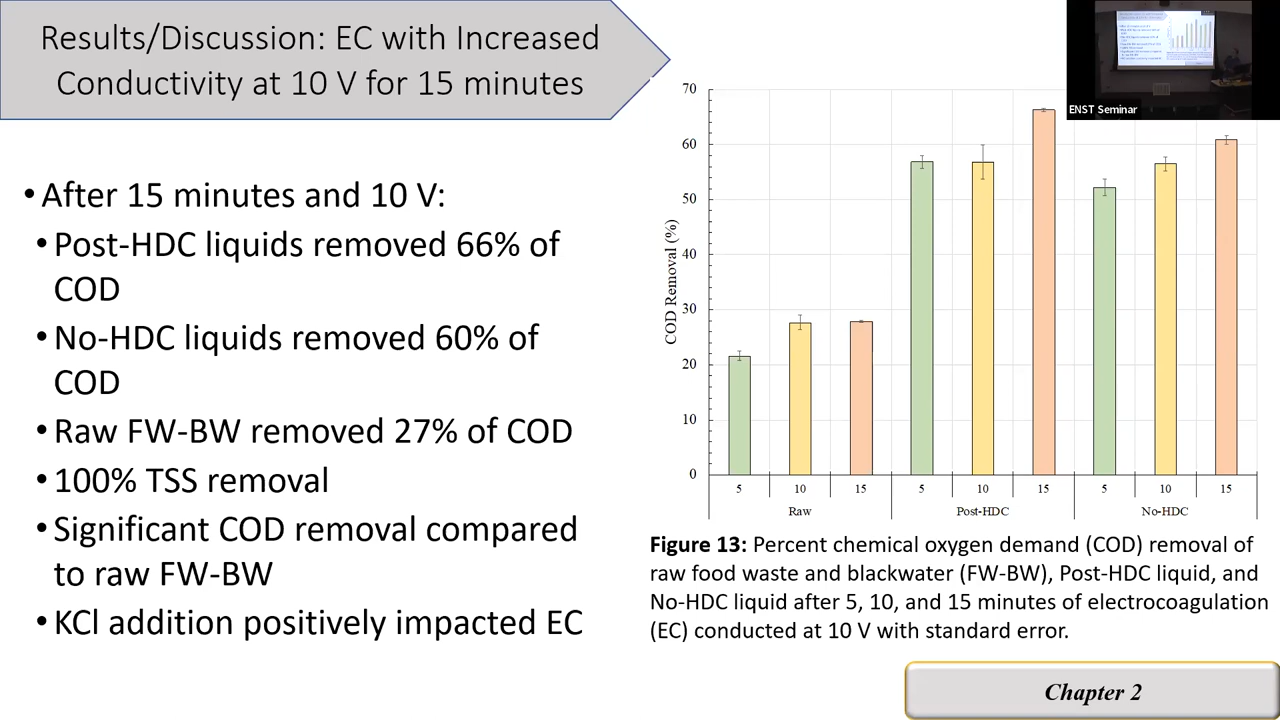 Results/Discussion: EC with Increased
Conductivity at 10 V for 15 minutes
ENST Seminar
• After 15 minutes and 10 V:
• Post-HDC liquids removed 66% of
COD
• No-HDC liquids removed 60% of
COD
• Raw FW-BW removed 27% of COD
• 100% TSS removal
• Significant COD removal compared
to raw FW-BW
• KCl addition positively impacted EC
COD Removal (%)
70
60
50
40
30
20
10
0
5 10 15 5 10 15 5 10 15
Raw Post-HDC No-HDC
Figure 13: Percent chemical oxygen demand (COD) removal of
raw food waste and blackwater (FW-BW), Post-HDC liquid, and
No-HDC liquid after 5, 10, and 15 minutes of electrocoagulation
(EC) conducted at 10 V with standard error.
Chapter 2